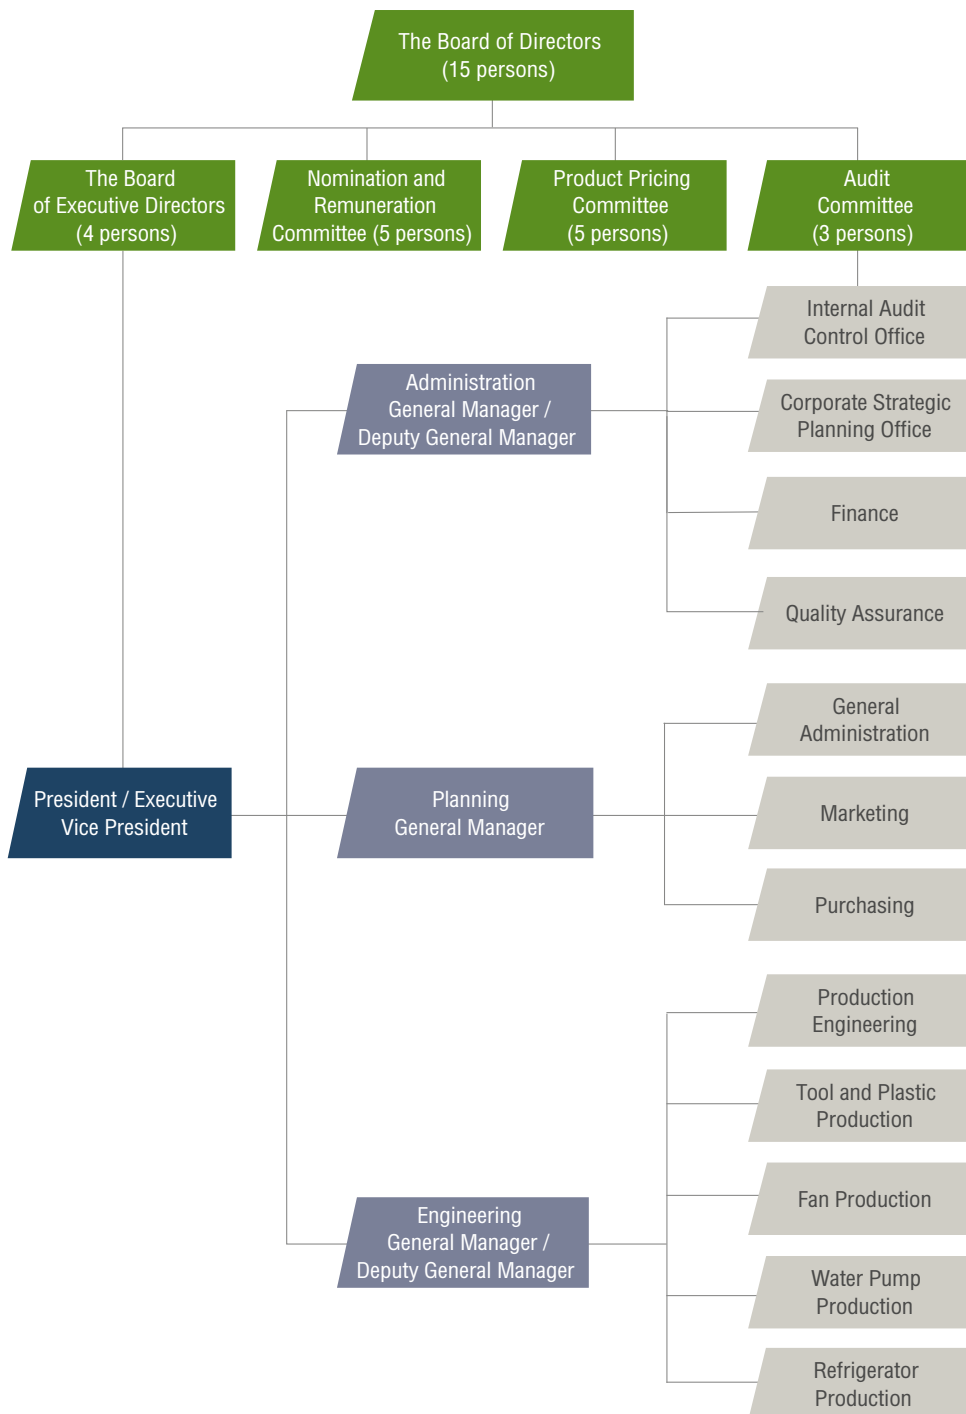 The Board of Directors
(15 persons)
The Board
of Executive Directors
(4 persons)
Nomination and
Remuneration
Committee (5 persons)
Product Pricing
Committee
(5 persons)
Audit
Committee
(3 persons)
Internal Audit
Control Office
Administration
General Manager /
Deputy General Manager
Corporate Strategic
Planning Office
Finance
Quality Assurance
General
Administration
President / Executive
Vice President
Planning
General Manager
Marketing
Purchasing
Production
Engineering
Tool and Plastic
Production
Fan Production
Engineering
General Manager /
Deputy General Manager
Water Pump
Production
Refrigerator
Production